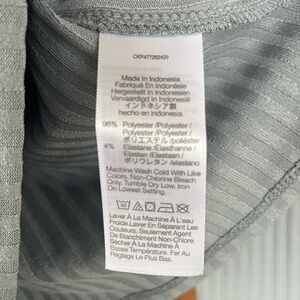 CKP477202420
Made In Indonesia
Fabriqué En Indonésie
Hergestellt In Indonesien
Vervaardigd In Indonesië
インドネシア製
hecho en Indonesia
96% Polyester /Polyester /
Polyester /Polyester /
ポリエステル /poliéster
4% Elastane /Élasthanne /
Elastan /Elastaan /
ポリウレタン /elastano
Machine Wash Cold With Like
Colors. Non-Chlorine Bleach
Only. Tumble Dry Low. Iron
On Lowest Setting.
Laver À La Machine À L'eau
Froide.Laver En Séparant Les
Couleurs. Seulement Agent
De Blanchiment Non Chloré.
Sécher À La Machine À
Basse Température. Fer Au
Réglage Le Plus Bas.